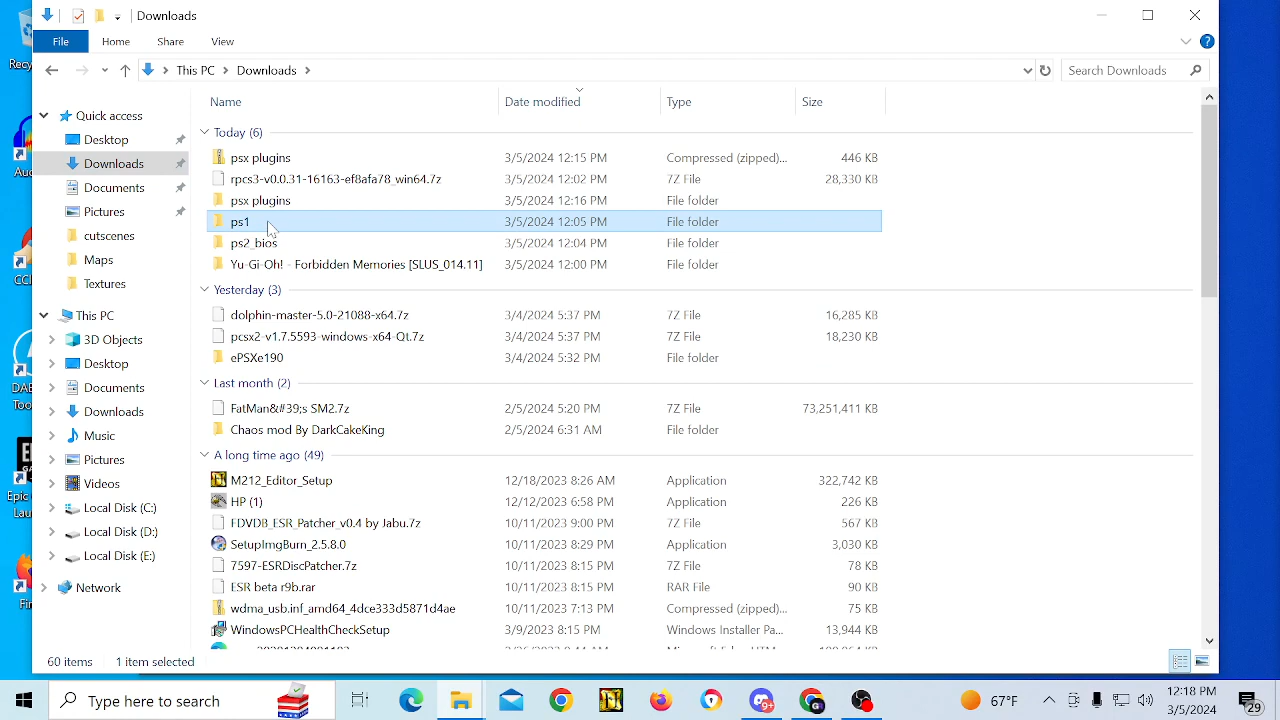 Downloads
File Home Share View
This PC Downloads
Search Downloads
Name Date modified Type Size
Quick access
Desktop
Downloads
Documents
Pictures
cutscenes
Maps
Textures
This PC
3D Objects
Desktop
Documents
Downloads
Music
Pictures
Videos
Local Disk (C:)
Local Disk (D:)
Local Disk (E:)
Network
Today (6)
psx plugins 3/5/2024 12:15 PM Compressed (zipped)... 446 KB
rpcs3-v0.0.31-16163-ef8afa78_win64.7z 3/5/2024 12:02 PM 7Z File 28,330 KB
psx plugins 3/5/2024 12:16 PM File folder
ps1 3/5/2024 12:05 PM File folder
ps2_bios 3/5/2024 12:04 PM File folder
Yu-Gi-Oh! - Forbidden Memories [SLUS_014.11] 3/5/2024 12:00 PM File folder
Yesterday (3)
dolphin-master-5.0-21088-x64.7z 3/4/2024 5:37 PM 7Z File 16,285 KB
pcsx2-v1.7.5593-windows-x64-Qt.7z 3/4/2024 5:37 PM 7Z File 18,230 KB
ePSXe190 3/4/2024 5:32 PM File folder
Last month (2)
FatMan&#39;s SM2.7z 2/5/2024 5:20 PM 7Z File 73,251,411 KB
Chaos mod By DarkCakeKing 2/5/2024 6:31 AM File folder
A long time ago (49)
M212_Editor_Setup 12/18/2023 8:26 AM Application 322,742 KB
HP (1) 12/12/2023 6:58 PM Application 226 KB
FDVDB_ESR_Patcher_v0.4 by Jabu.7z 10/11/2023 9:00 PM 7Z File 567 KB
SetupImgBurn_2.5.8.0 10/11/2023 8:29 PM Application 3,030 KB
7597-ESRDiscPatcher.7z 10/11/2023 8:15 PM 7Z File 78 KB
ESR beta r9b.rar 10/11/2023 8:15 PM RAR File 90 KB
wdma_usb.inf_amd64_4dce333d5871d4ae 10/11/2023 7:13 PM Compressed (zipped)... 75 KB
WindowsPCHealthCheckSetup 3/9/2023 8:15 PM Windows Installer Pa... 13,944 KB
60 items 1 item selected
Type here to search
67°F
12:18 PM
3/5/2024
29